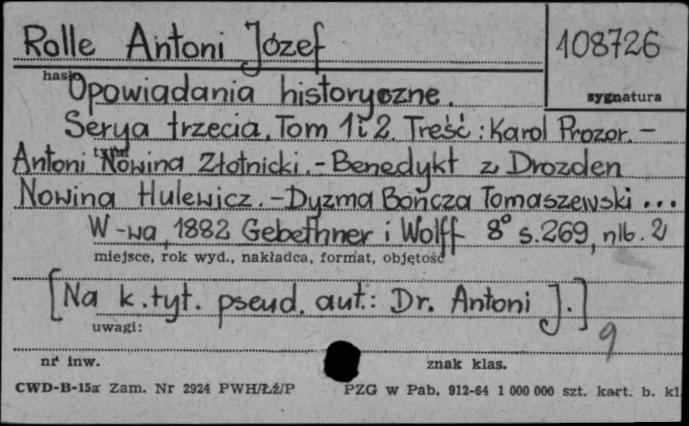 Rolle Antoni Józef
108726
hasło
sygnatura
Opowiadania historyczne.
Serya trzecia. Tom 1 i 2. Treść: Karol Prozor. -
Antoni Nowina Złotnicki. - Benedykt z Drozden
Nowina Hulewicz. - Dyzma Bończa Tomaszewski ...
W-wa, 1882 Gebethner i Wolff 8° s. 269, nlb. 2
miejsce, rok wyd., nakładca, format, objętość
[Na k. tyt. pseud. aut.: Dr. Antoni J.]
uwagi:
9
nr inw.
znak klas.
CWD-B-15a Zam. Nr 2924 PWH/Łź/P
PZG w Pab. 912-64 1 000 000 szt. kart. b. kl